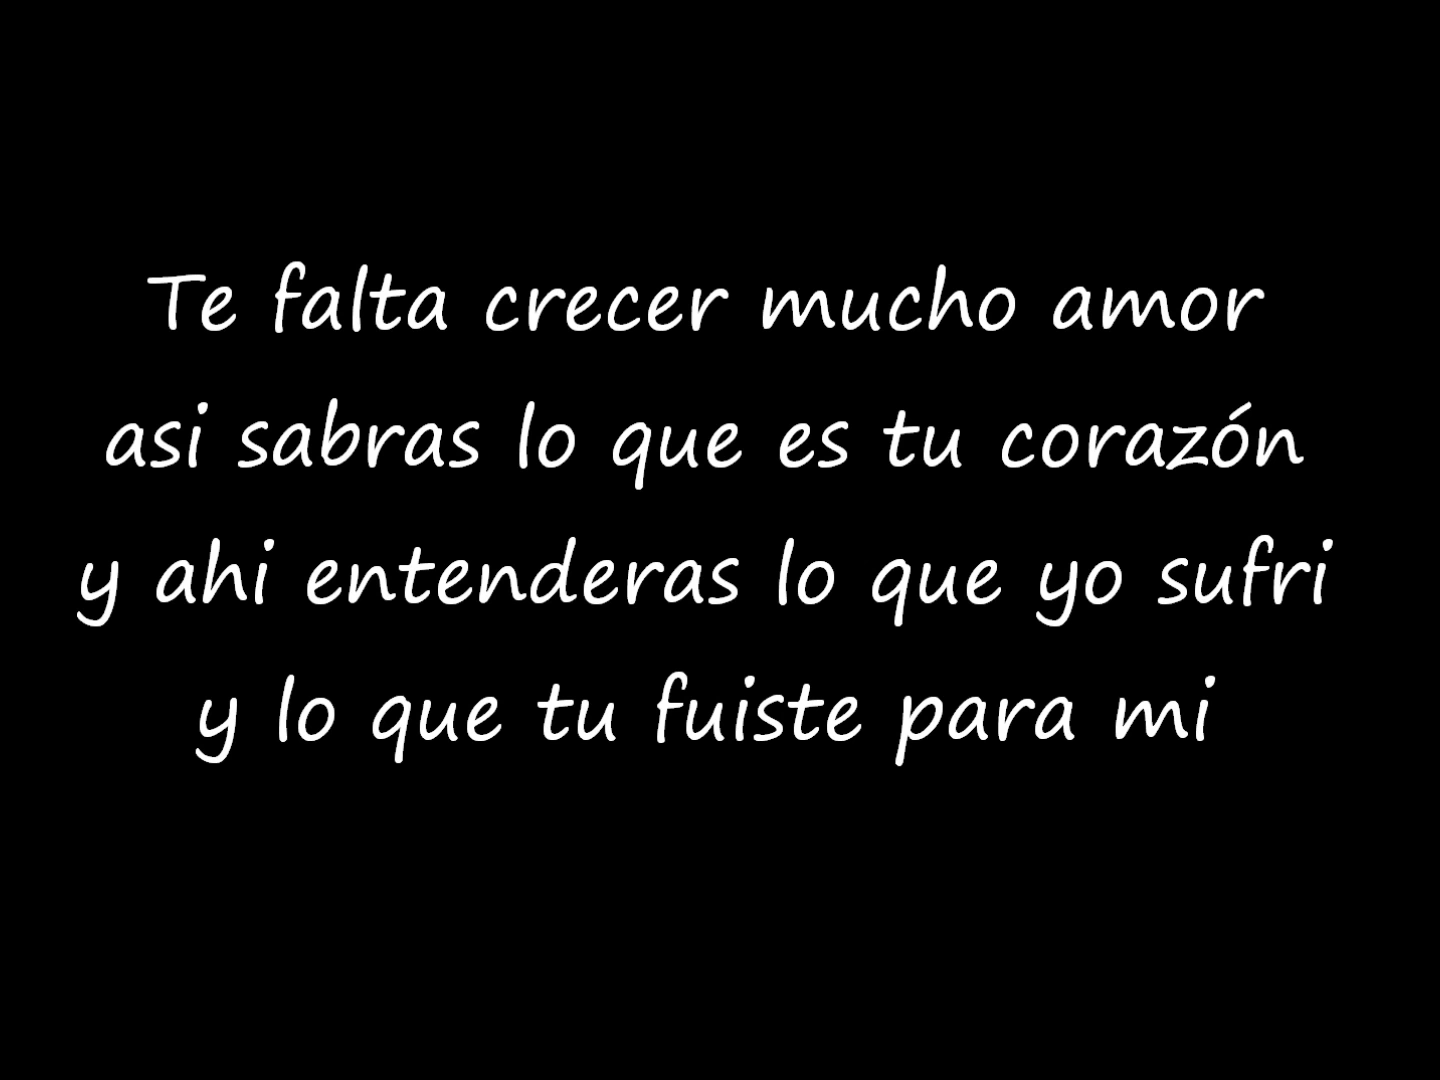 Te falta crecer mucho amor
asi sabras lo que es tu corazón
y ahi entenderas lo que yo sufri
y lo que tu fuiste para mi